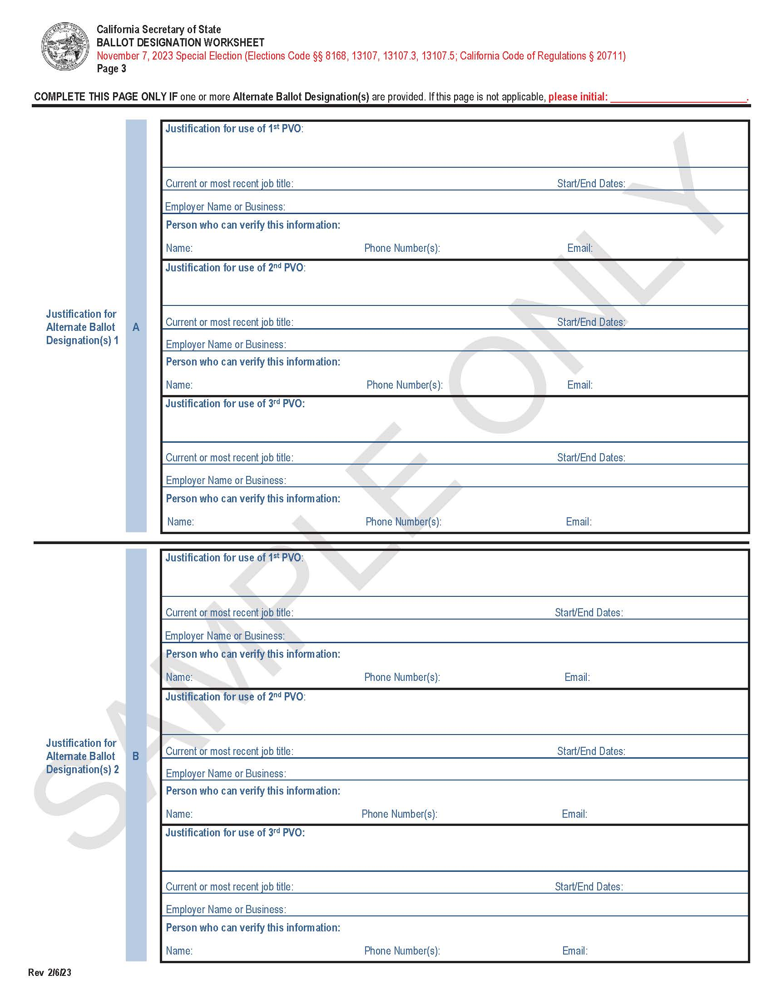 California Secretary of State
BALLOT DESIGNATION WORKSHEET
November 7, 2023 Special Election (Elections Code §§ 8168, 13107, 13107.3, 13107.5; California Code of Regulations § 20711)
Page 3
COMPLETE THIS PAGE ONLY IF one or more Alternate Ballot Designation(s) are provided. If this page is not applicable, please initial: ______________________.
Justification for Alternate Ballot Designation(s) 1
A
Justification for use of 1st PVO:
Current or most recent job title: Start/End Dates:
Employer Name or Business:
Person who can verify this information:
Name: Phone Number(s): Email:
Justification for use of 2nd PVO:
Current or most recent job title: Start/End Dates:
Employer Name or Business:
Person who can verify this information:
Name: Phone Number(s): Email:
Justification for use of 3rd PVO:
Current or most recent job title: Start/End Dates:
Employer Name or Business:
Person who can verify this information:
Name: Phone Number(s): Email:
Justification for Alternate Ballot Designation(s) 2
B
Justification for use of 1st PVO:
Current or most recent job title: Start/End Dates:
Employer Name or Business:
Person who can verify this information:
Name: Phone Number(s): Email:
Justification for use of 2nd PVO:
Current or most recent job title: Start/End Dates:
Employer Name or Business:
Person who can verify this information:
Name: Phone Number(s): Email:
Justification for use of 3rd PVO:
Current or most recent job title: Start/End Dates:
Employer Name or Business:
Person who can verify this information:
Name: Phone Number(s): Email:
Rev 2/6/23
SAMPLE ONLY